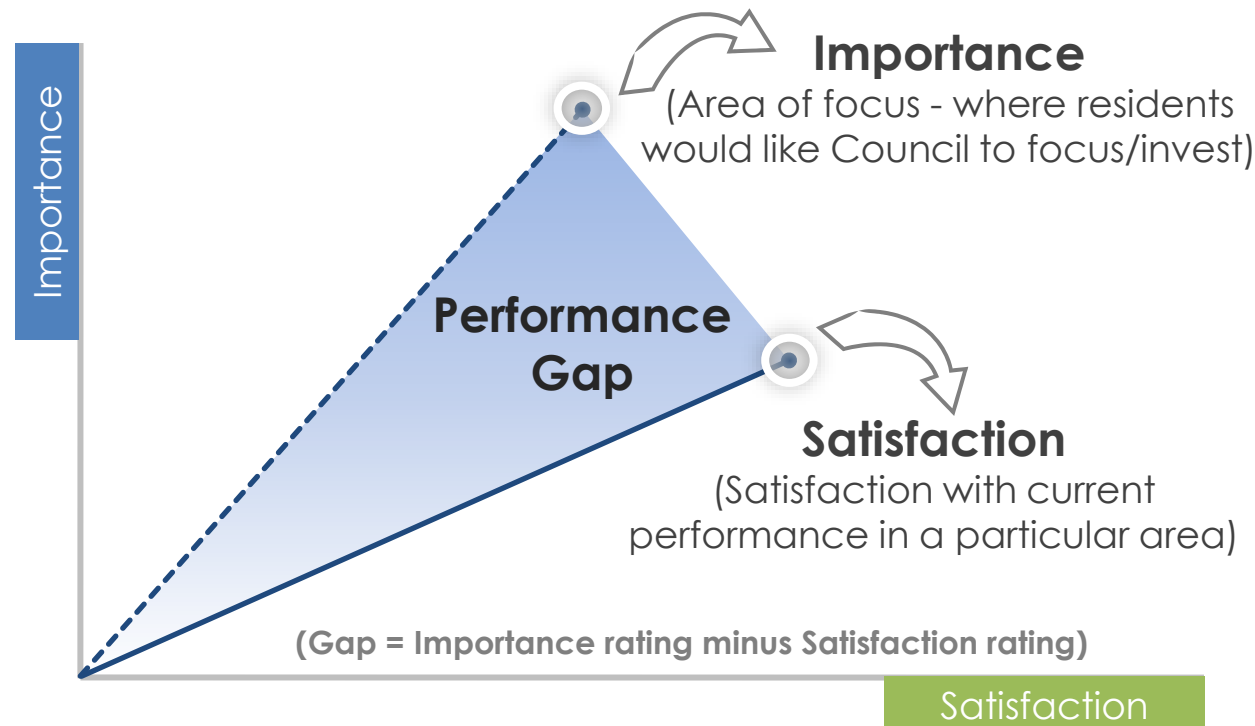 Importance
Importance
(Area of focus - where residents
would like Council to focus/invest)
Performance
Gap
Satisfaction
(Satisfaction with current
performance in a particular area)
(Gap = Importance rating minus Satisfaction rating)
Satisfaction